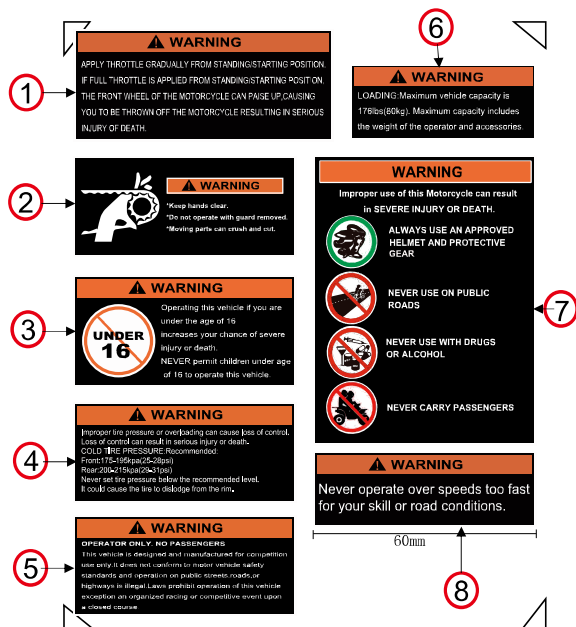 1
WARNING
APPLY THROTTLE GRADUALLY FROM STANDING/STARTING POSITION.
IF FULL THROTTLE IS APPLIED FROM STANDING/STARTING POSITION,
THE FRONT WHEEL OF THE MOTORCYCLE CAN PAISE UP,CAUSING
YOU TO BE THROWN OFF THE MOTORCYCLE RESULTING IN SERIOUS
INJURY OF DEATH.
2
WARNING
*Keep hands clear.
*Do not operate with guard removed.
*Moving parts can crush and cut.
3
WARNING
UNDER
16
Operating this vehicle if you are
under the age of 16
increases your chance of severe
injury or death.
NEVER permit children under age
of 16 to operate this vehicle.
4
WARNING
Improper tire pressure or overloading can cause loss of control.
Loss of control can result in serious injury or death.
COLD TIRE PRESSURE:Recommended:
Front:175-195kpa(25-28psi)
Rear:200-215kpa(29-31psi)
Never set tire pressure below the recommended level.
It could cause the tire to dislodge from the rim.
5
WARNING
OPERATOR ONLY. NO PASSENGERS
This vehicle is designed and manufactured for competition
use only.It does not conform to motor vehicle safety
standards and operation on public streets.roads,or
highways is illegal.Laws prohibit operation of this vehicle
exception an organized racing or competitive event upon
a closed course
6
WARNING
LOADING:Maximum vehicle capacity is
176lbs(80kg). Maximum capacity includes
the weight of the operator and accessories.
7
WARNING
Improper use of this Motorcycle can result
in SEVERE INJURY OR DEATH.
ALWAYS USE AN APPROVED
HELMET AND PROTECTIVE
GEAR
NEVER USE ON PUBLIC
ROADS
NEVER USE WITH DRUGS
OR ALCOHOL
NEVER CARRY PASSENGERS
WARNING
Never operate over speeds too fast
for your skill or road conditions.
60mm
8